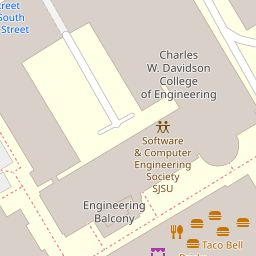 Street
South
Street
Charles
W. Davidson
College
of Engineering
Software
& Computer
Engineering
Society
SJSU
Engineering
Balcony
Taco Bell